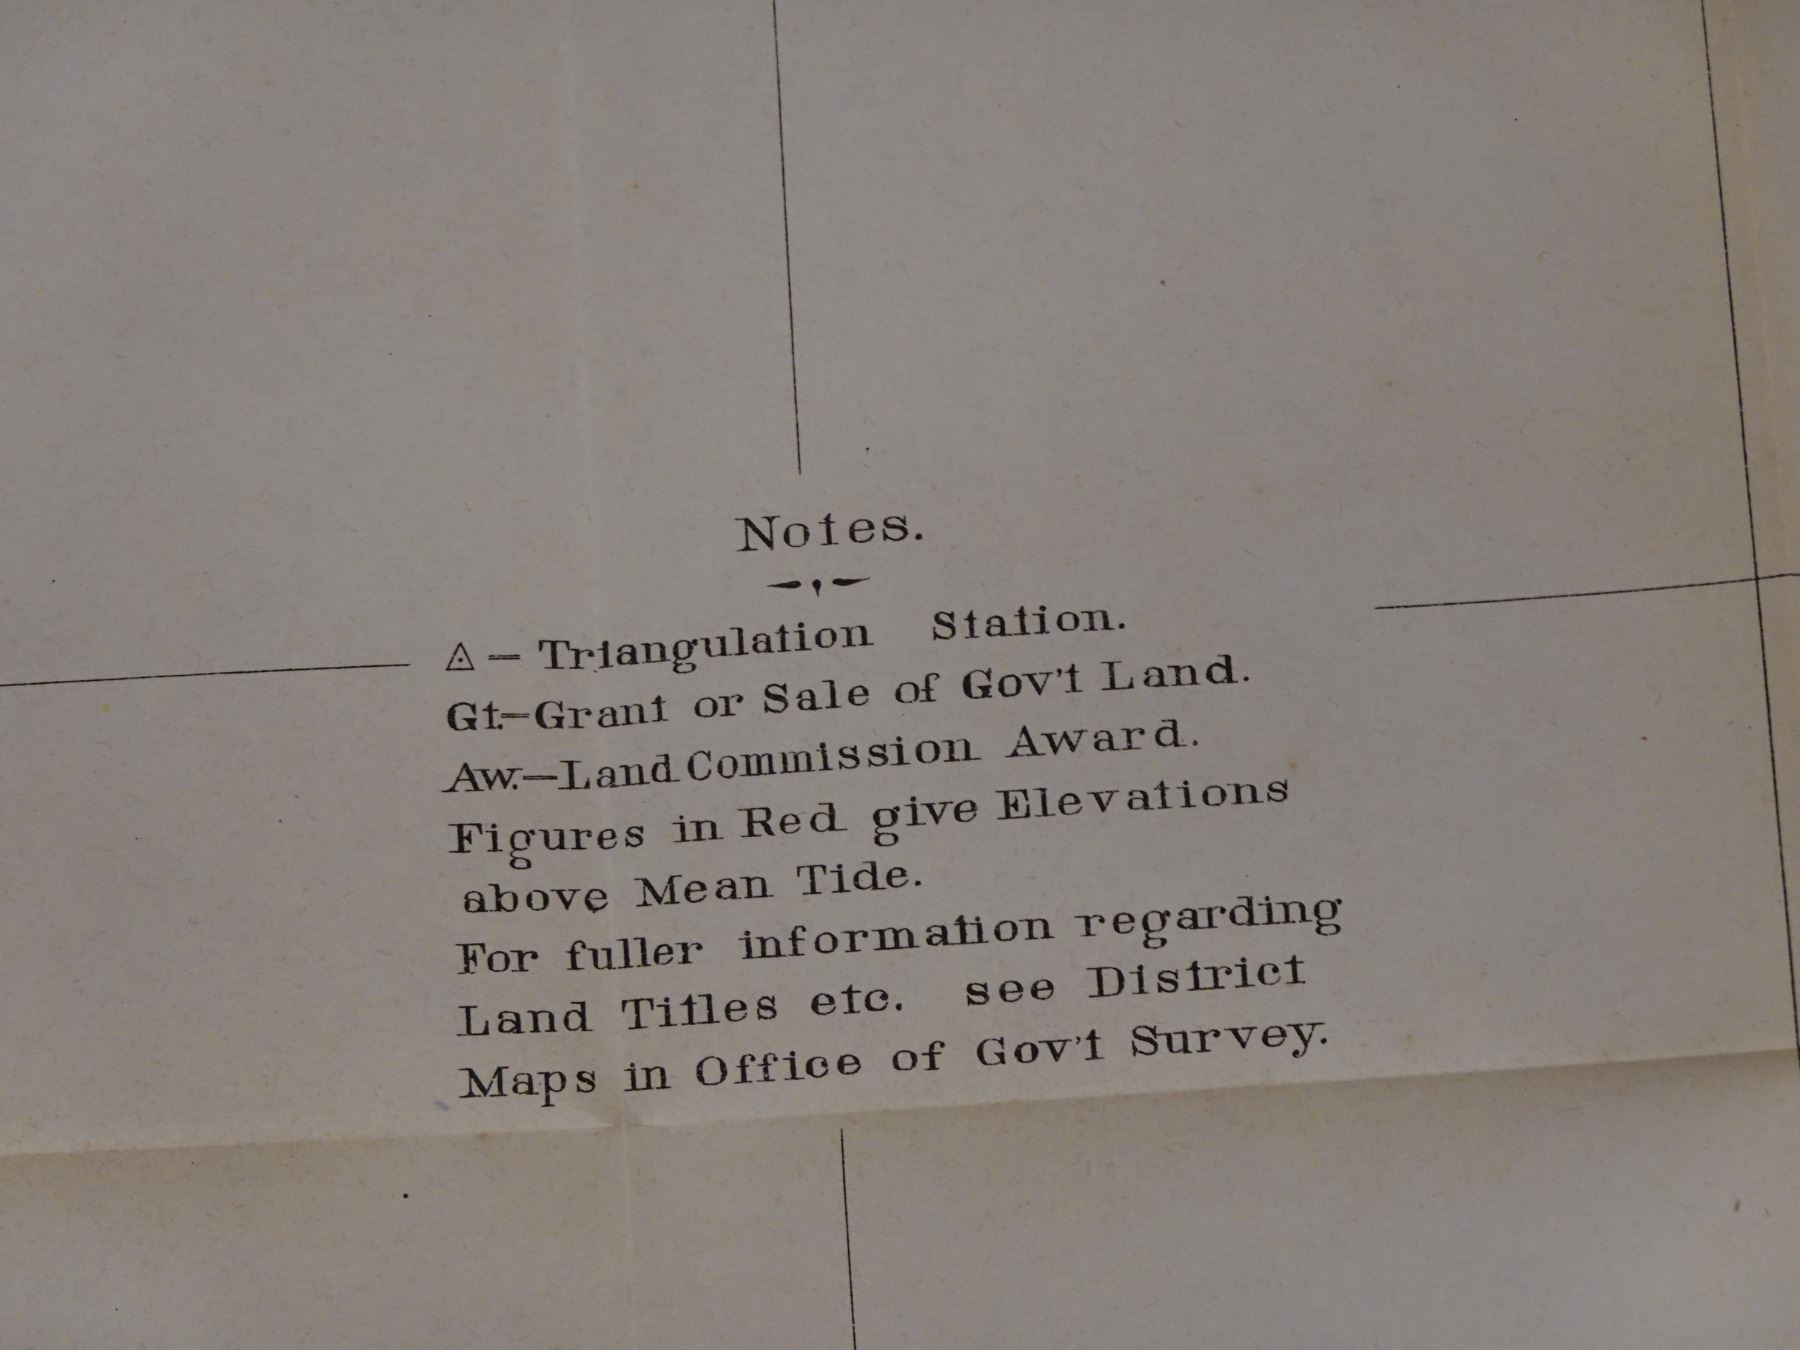 Notes.
◬ – Triangulation Station.
Gt.–Grant or Sale of Gov't Land.
Aw.–Land Commission Award.
Figures in Red give Elevations
above Mean Tide.
For fuller information regarding
Land Titles etc. see District
Maps in Office of Gov't Survey.